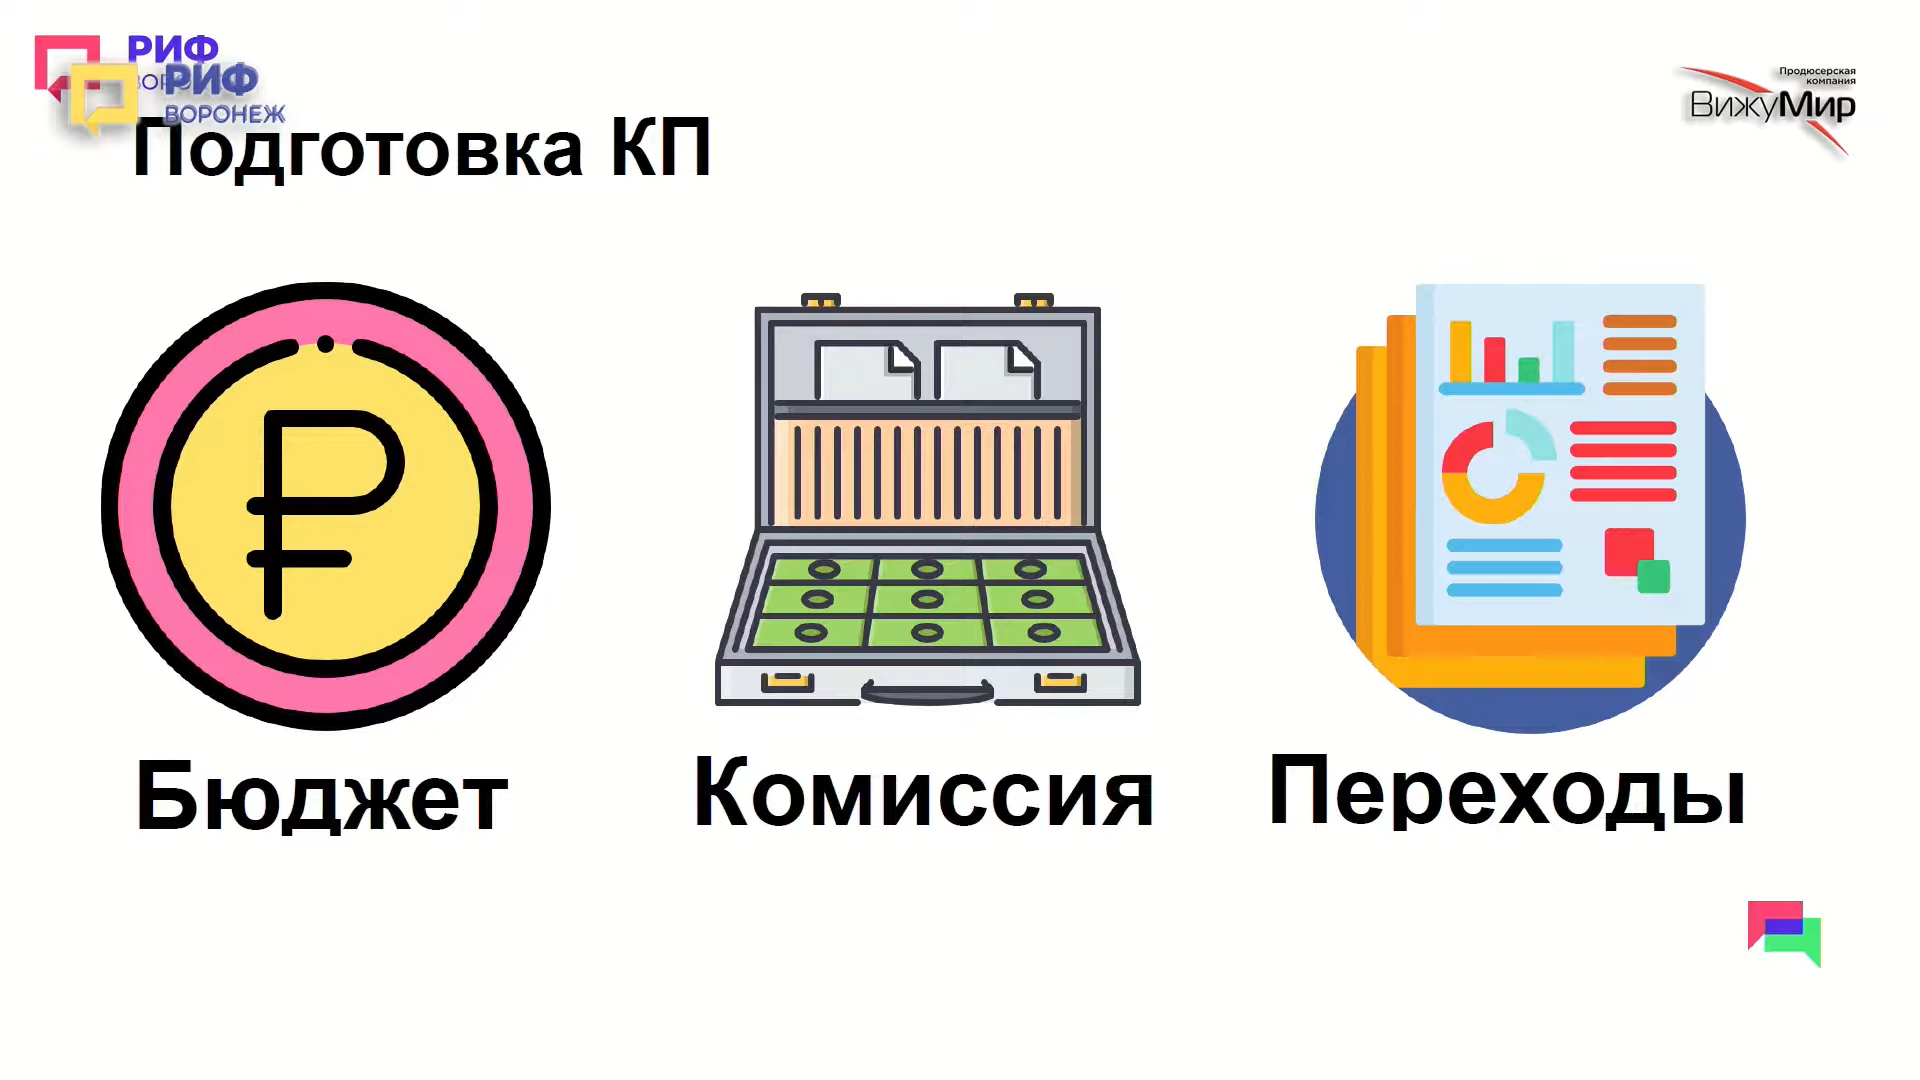 РИФ
РИФ
ВОРОНЕЖ
Продюсерская
компания
ВижуМир
Подготовка КП
Бюджет
Комиссия
Переходы